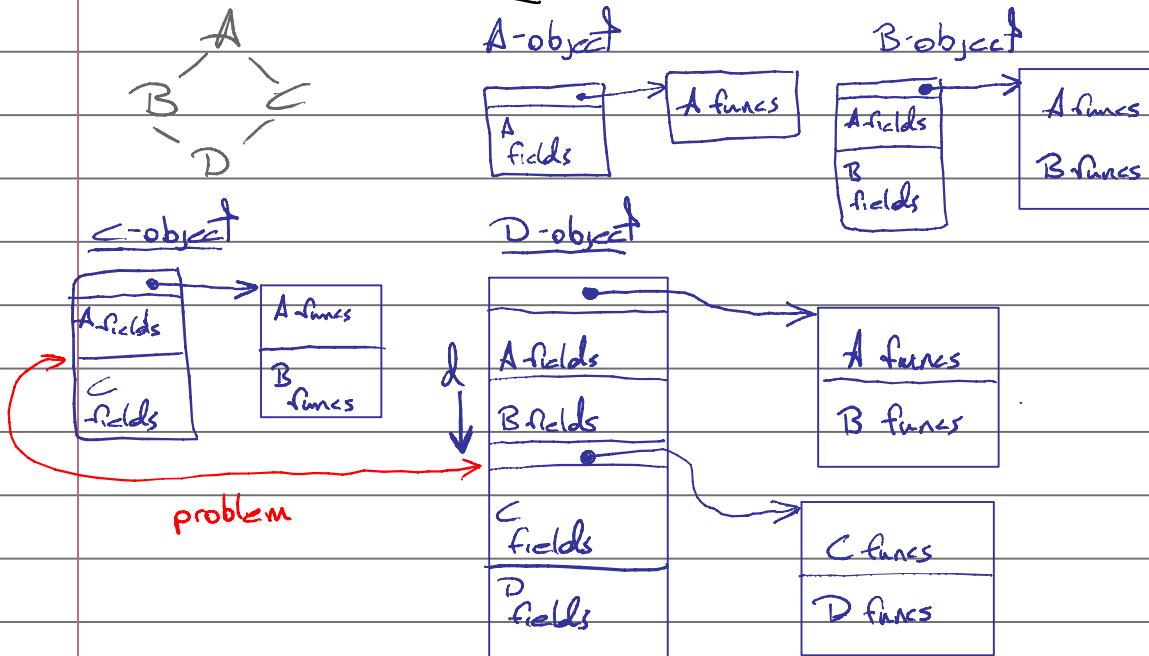 A
B C
D
A-object
A fields
A funcs
B-object
A fields
B fields
A funcs
B funcs
C-object
A fields
C fields
A funcs
B funcs
D-object
d
A fields
B fields
C fields
D fields
A funcs
B funcs
C funcs
D funcs
problem